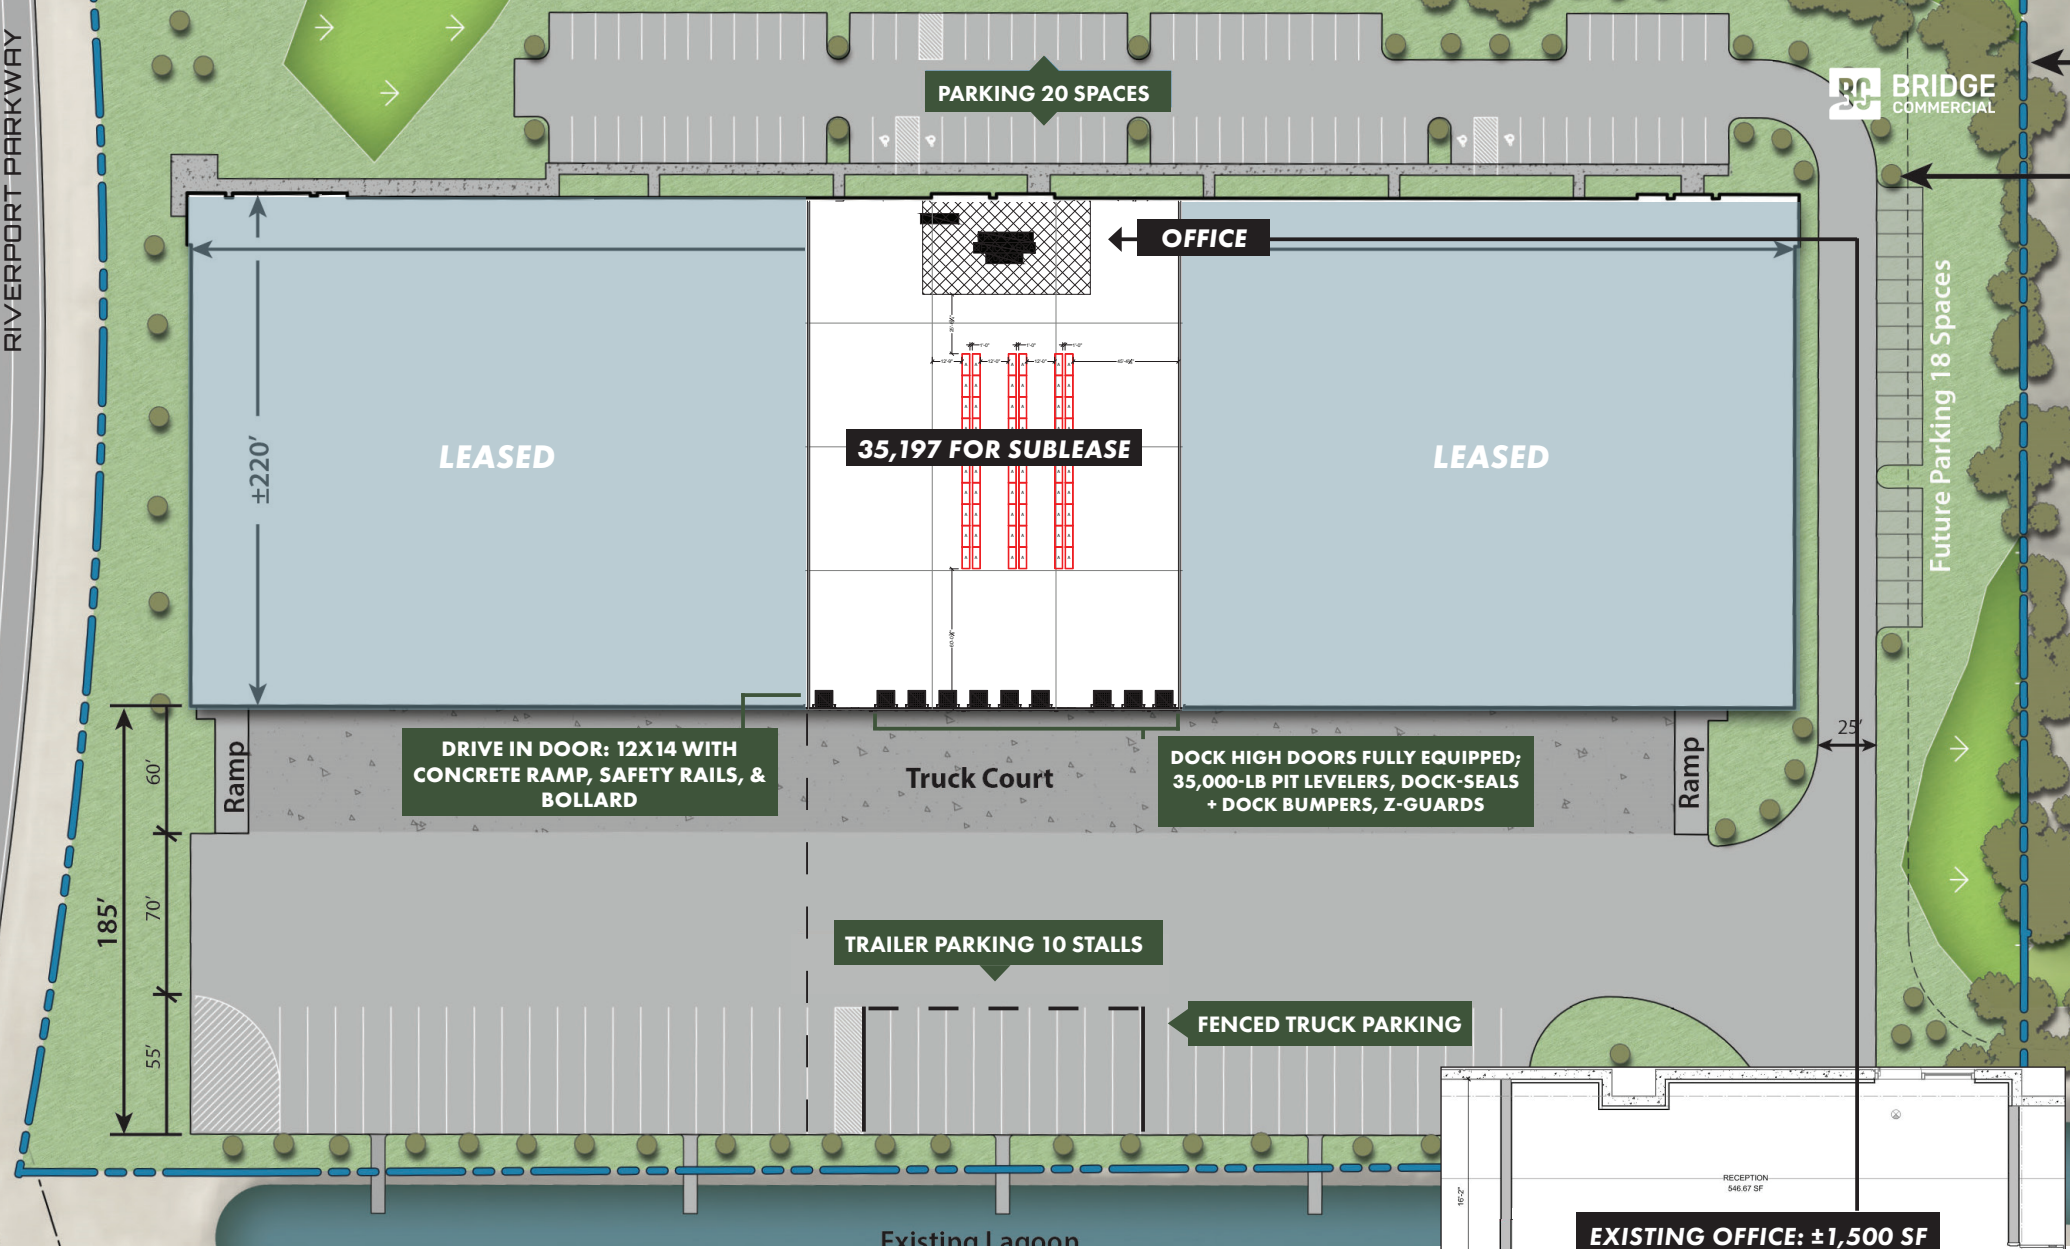 RIVERPORT PARKWAY
PARKING 20 SPACES
BRIDGE
COMMERCIAL
OFFICE
±220'
LEASED
35,197 FOR SUBLEASE
LEASED
Future Parking 18 Spaces
DRIVE IN DOOR: 12X14 WITH
CONCRETE RAMP, SAFETY RAILS, &
BOLLARD
Truck Court
DOCK HIGH DOORS FULLY EQUIPPED;
35,000-LB PIT LEVELERS, DOCK-SEALS
+ DOCK BUMPERS, Z-GUARDS
Ramp
Ramp
25'
60'
70'
185'
55'
TRAILER PARKING 10 STALLS
FENCED TRUCK PARKING
RECEPTION
546.67 SF
16'-2"
EXISTING OFFICE: ±1,500 SF
Existing Lagoon